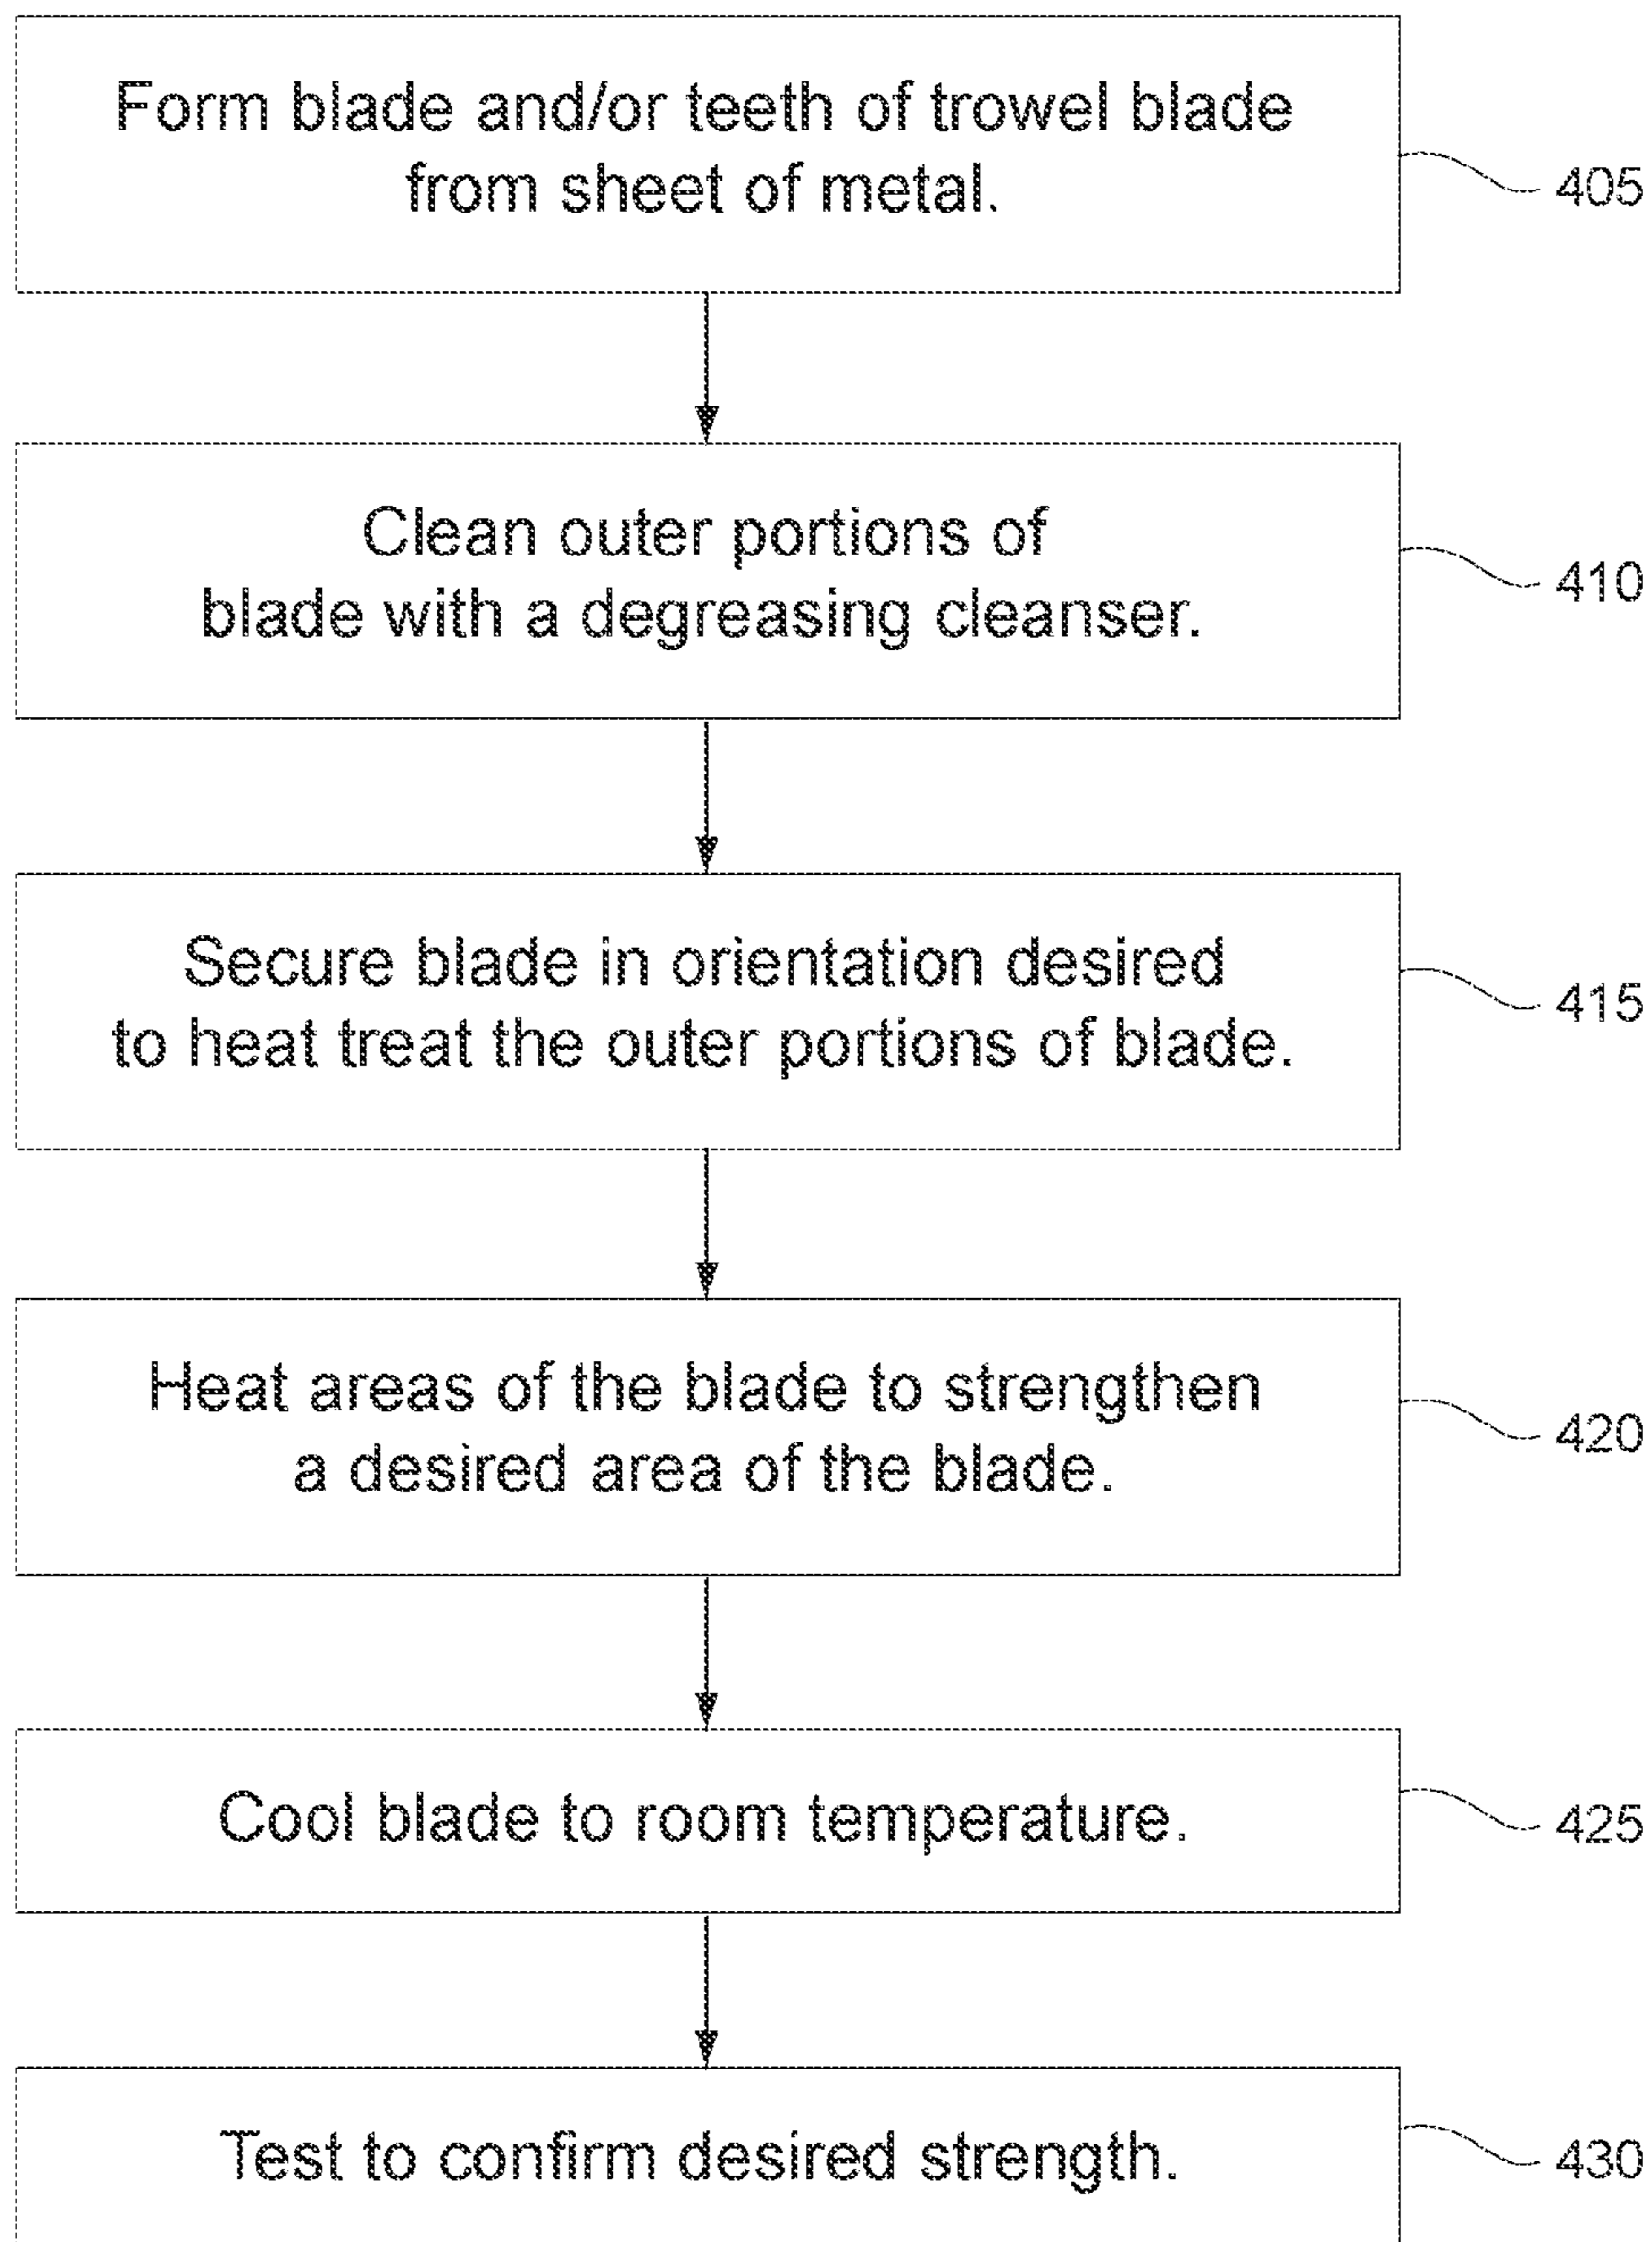 Form blade and/or teeth of trowel blade
from sheet of metal.
405
Clean outer portions of
blade with a degreasing cleanser.
410
Secure blade in orientation desired
to heat treat the outer portions of blade.
415
Heat areas of the blade to strengthen
a desired area of the blade.
420
Cool blade to room temperature.
425
Test to confirm desired strength.
430